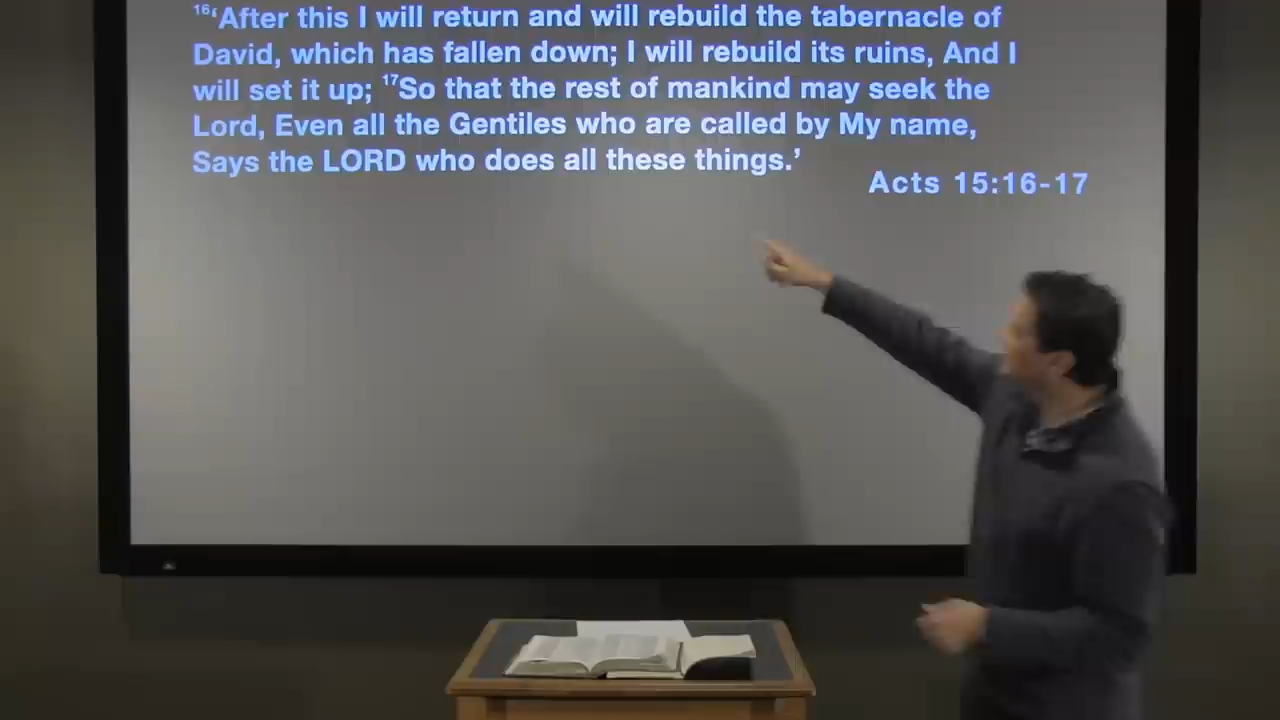 16‘After this I will return and will rebuild the tabernacle of
David, which has fallen down; I will rebuild its ruins, And I
will set it up; 17So that the rest of mankind may seek the
Lord, Even all the Gentiles who are called by My name,
Says the LORD who does all these things.’
Acts 15:16-17